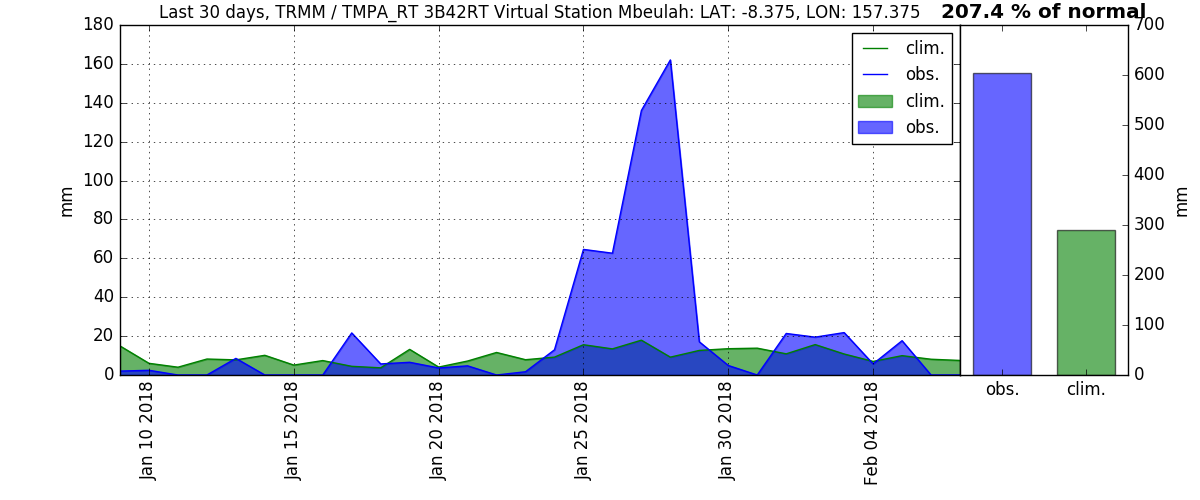 Last 30 days, TRMM / TMPA_RT 3B42RT Virtual Station Mbeulah: LAT: -8.375, LON: 157.375
207.4 % of normal
180
160
140
120
100
80
60
40
20
0
mm
clim.
obs.
clim.
obs.
Jan 10 2018
Jan 15 2018
Jan 20 2018
Jan 25 2018
Jan 30 2018
Feb 04 2018
700
600
500
400
300
200
100
0
mm
obs.
clim.